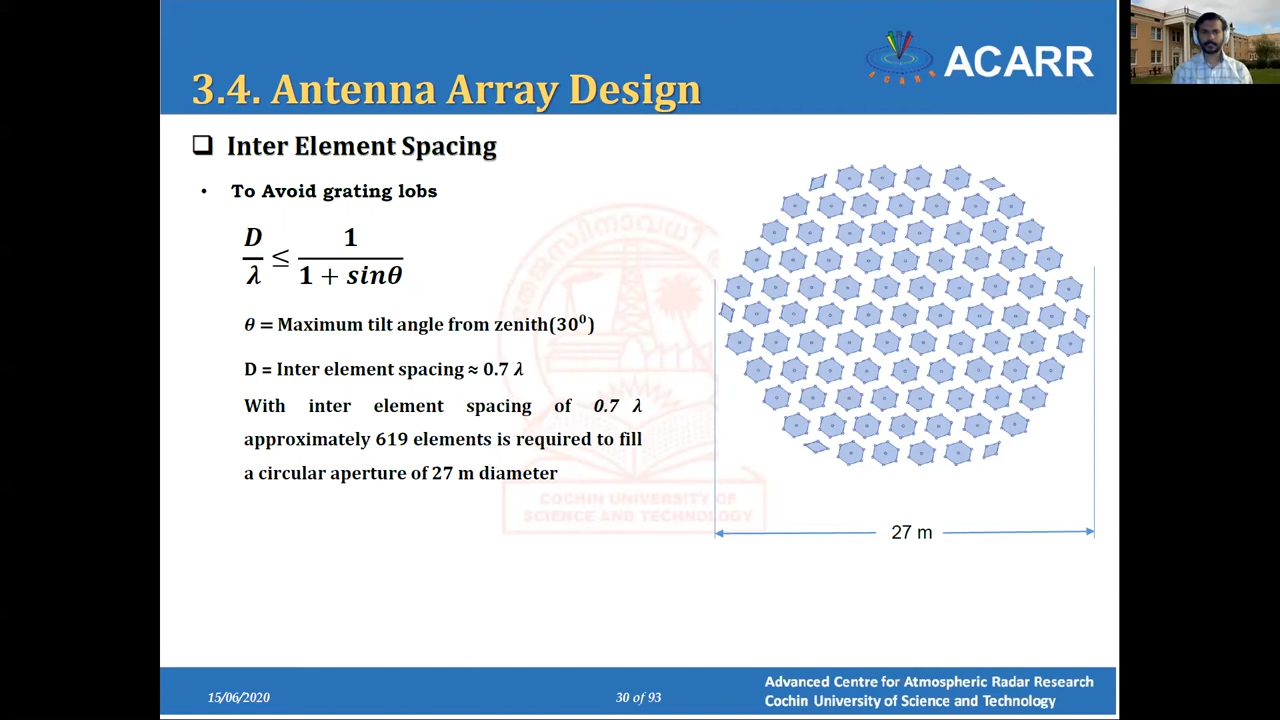 ACARR
A C A R R
3.4. Antenna Array Design
❑ Inter Element Spacing
• To Avoid grating lobs
D/λ ≤ 1/(1 + sinθ)
θ = Maximum tilt angle from zenith(30⁰)
D = Inter element spacing ≈ 0.7 λ
With inter element spacing of 0.7 λ
approximately 619 elements is required to fill
a circular aperture of 27 m diameter
COCHIN UNIVERSITY OF
SCIENCE AND TECHNOLOGY
27 m
15/06/2020
30 of 93
Advanced Centre for Atmospheric Radar Research
Cochin University of Science and Technology